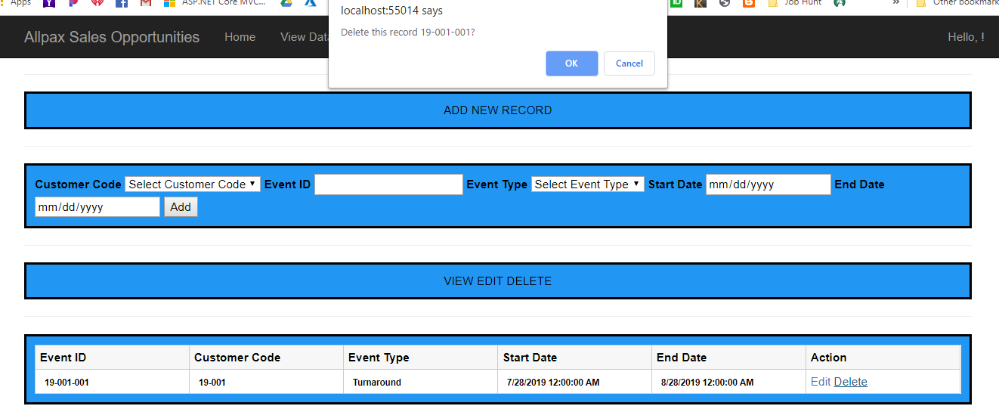 Apps ASP.NET Core MVC... Job Hunt » Other bookmark
localhost:55014 says
Delete this record 19-001-001?
OK Cancel
Allpax Sales Opportunities Home View Data Hello, !
ADD NEW RECORD
Customer Code Select Customer Code Event ID Event Type Select Event Type Start Date mm/dd/yyyy End Date
mm/dd/yyyy Add
VIEW EDIT DELETE
Event ID Customer Code Event Type Start Date End Date Action
19-001-001 19-001 Turnaround 7/28/2019 12:00:00 AM 8/28/2019 12:00:00 AM Edit Delete